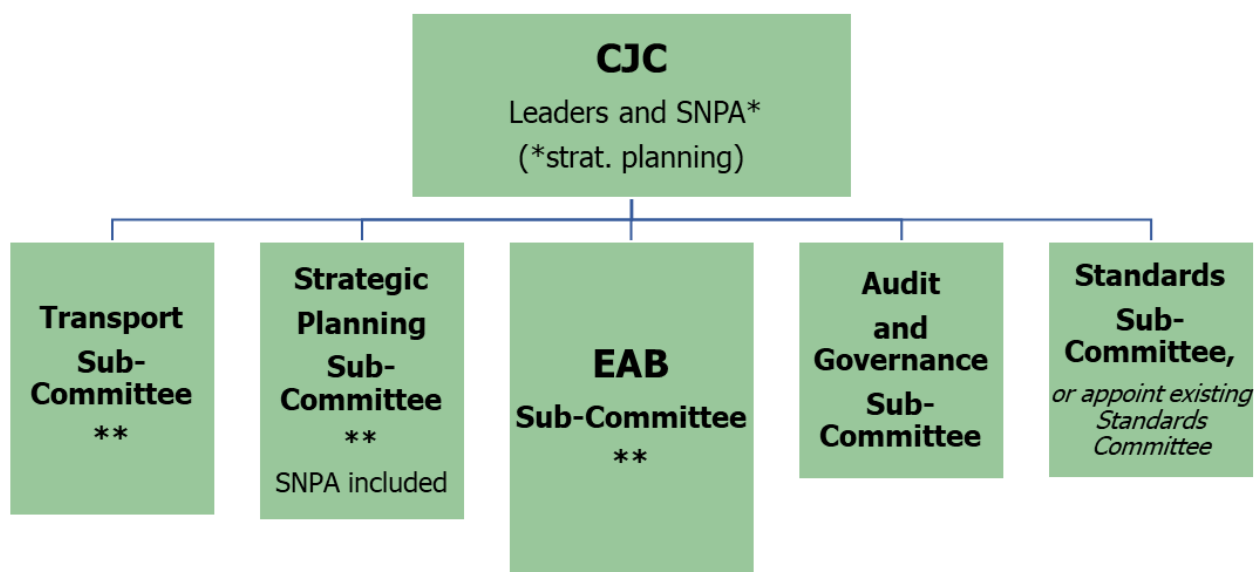 CJC
Leaders and SNPA*
(*strat. planning)
Transport
Sub-
Committee
**
Strategic
Planning
Sub-
Committee
**
SNPA included
EAB
Sub-Committee
**
Audit
and
Governance
Sub-
Committee
Standards
Sub-
Committee,
or appoint existing
Standards
Committee